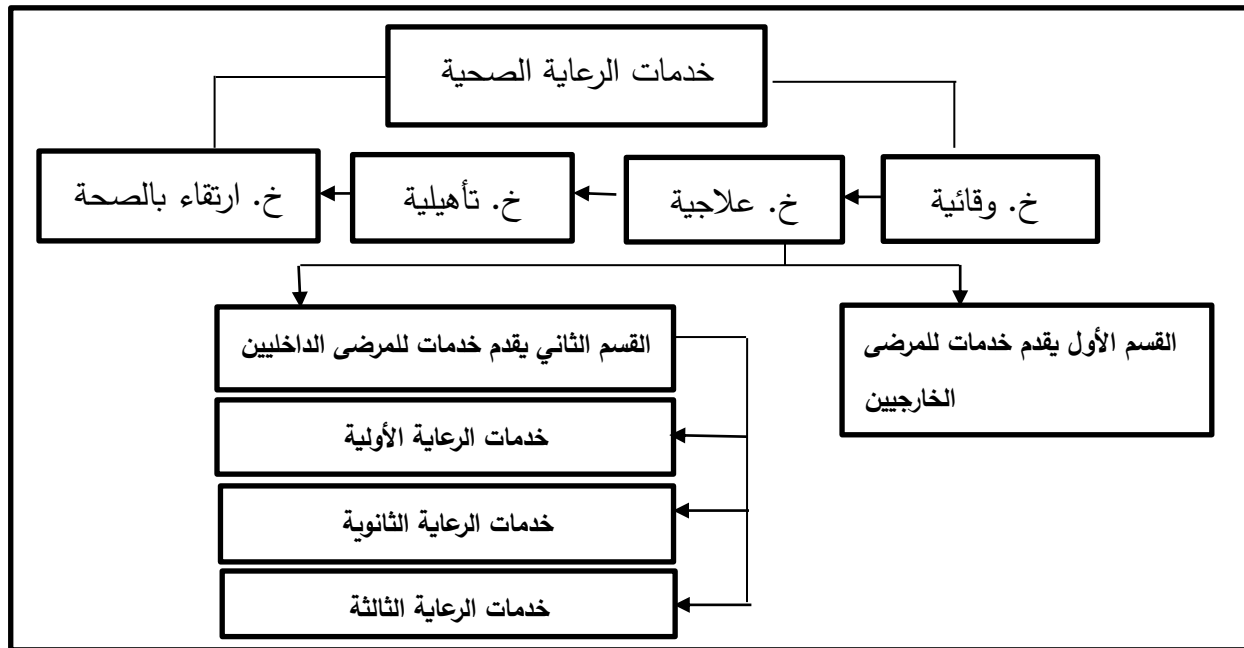 خدمات الرعاية الصحية
خ. وقائية
خ. علاجية
خ. تأهيلية
خ. ارتقاء بالصحة
القسم الأول يقدم خدمات للمرضى
الخارجيين
القسم الثاني يقدم خدمات للمرضى الداخليين
خدمات الرعاية الأولية
خدمات الرعاية الثانوية
خدمات الرعاية الثالثة